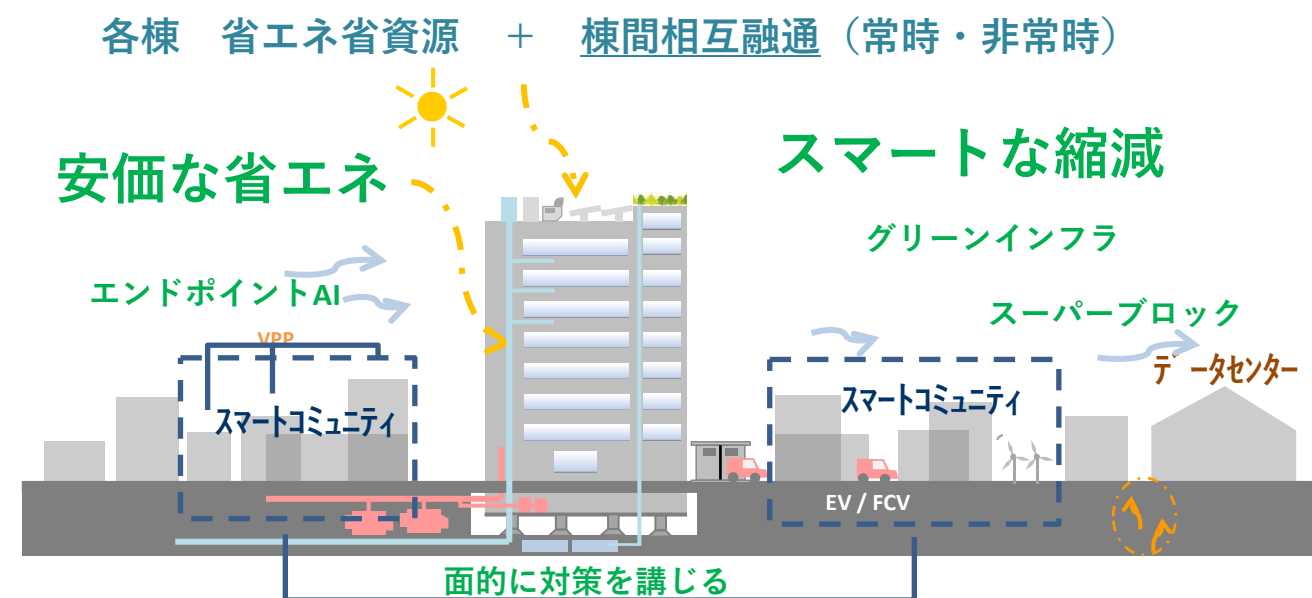 各棟　省エネ省資源　+　棟間相互融通（常時・非常時）
安価な省エネ
スマートな縮減
グリーンインフラ
エンドポイントAI
スーパーブロック
VPP
データセンター
スマートコミュニティ
スマートコミュニティ
EV / FCV
面的に対策を講じる